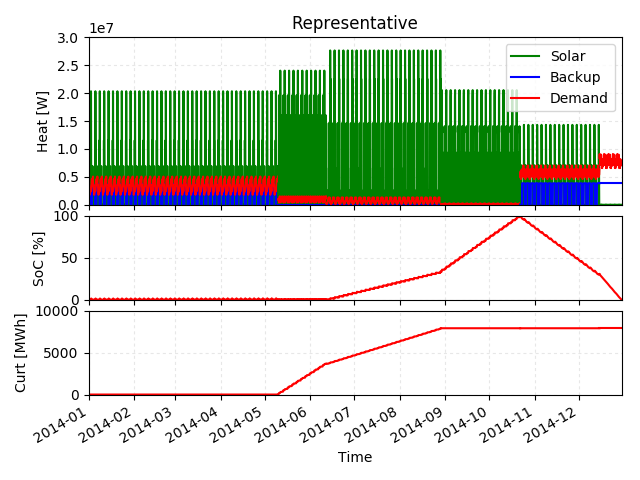 Representative
1e7
3.0
2.5
2.0
1.5
1.0
0.5
0.0
Heat [W]
Solar
Backup
Demand
100
50
0
SoC [%]
10000
5000
0
Curt [MWh]
2014-01
2014-02
2014-03
2014-04
2014-05
2014-06
2014-07
2014-08
2014-09
2014-10
2014-11
2014-12
Time